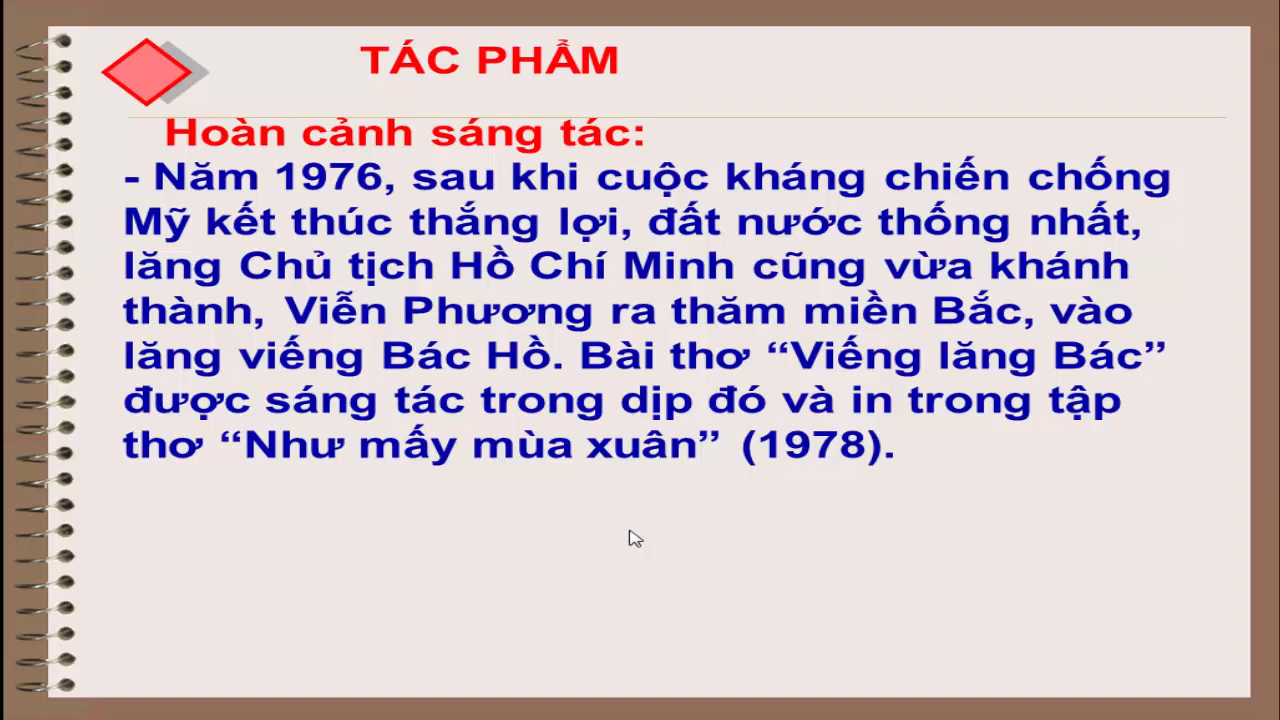 TÁC PHẨM
Hoàn cảnh sáng tác:
- Năm 1976, sau khi cuộc kháng chiến chống
Mỹ kết thúc thắng lợi, đất nước thống nhất,
lăng Chủ tịch Hồ Chí Minh cũng vừa khánh
thành, Viễn Phương ra thăm miền Bắc, vào
lăng viếng Bác Hồ. Bài thơ “Viếng lăng Bác”
được sáng tác trong dịp đó và in trong tập
thơ “Như mấy mùa xuân” (1978).